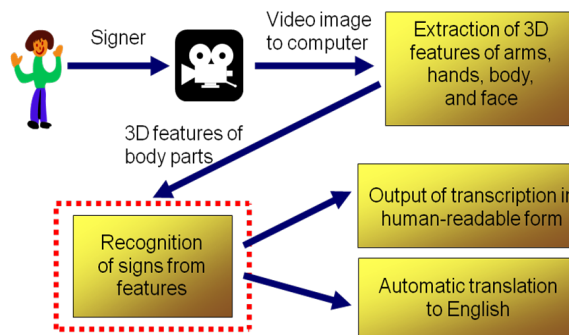 Signer
Video image
to computer
Extraction of 3D
features of arms,
hands, body,
and face
3D features of
body parts
Recognition
of signs from
features
Output of transcription in
human-readable form
Automatic translation
to English